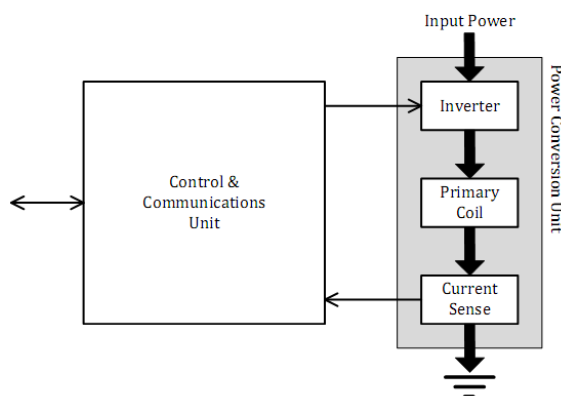 Input Power
Inverter
Power Conversion Unit
Control &
Communications
Unit
Primary
Coil
Current
Sense